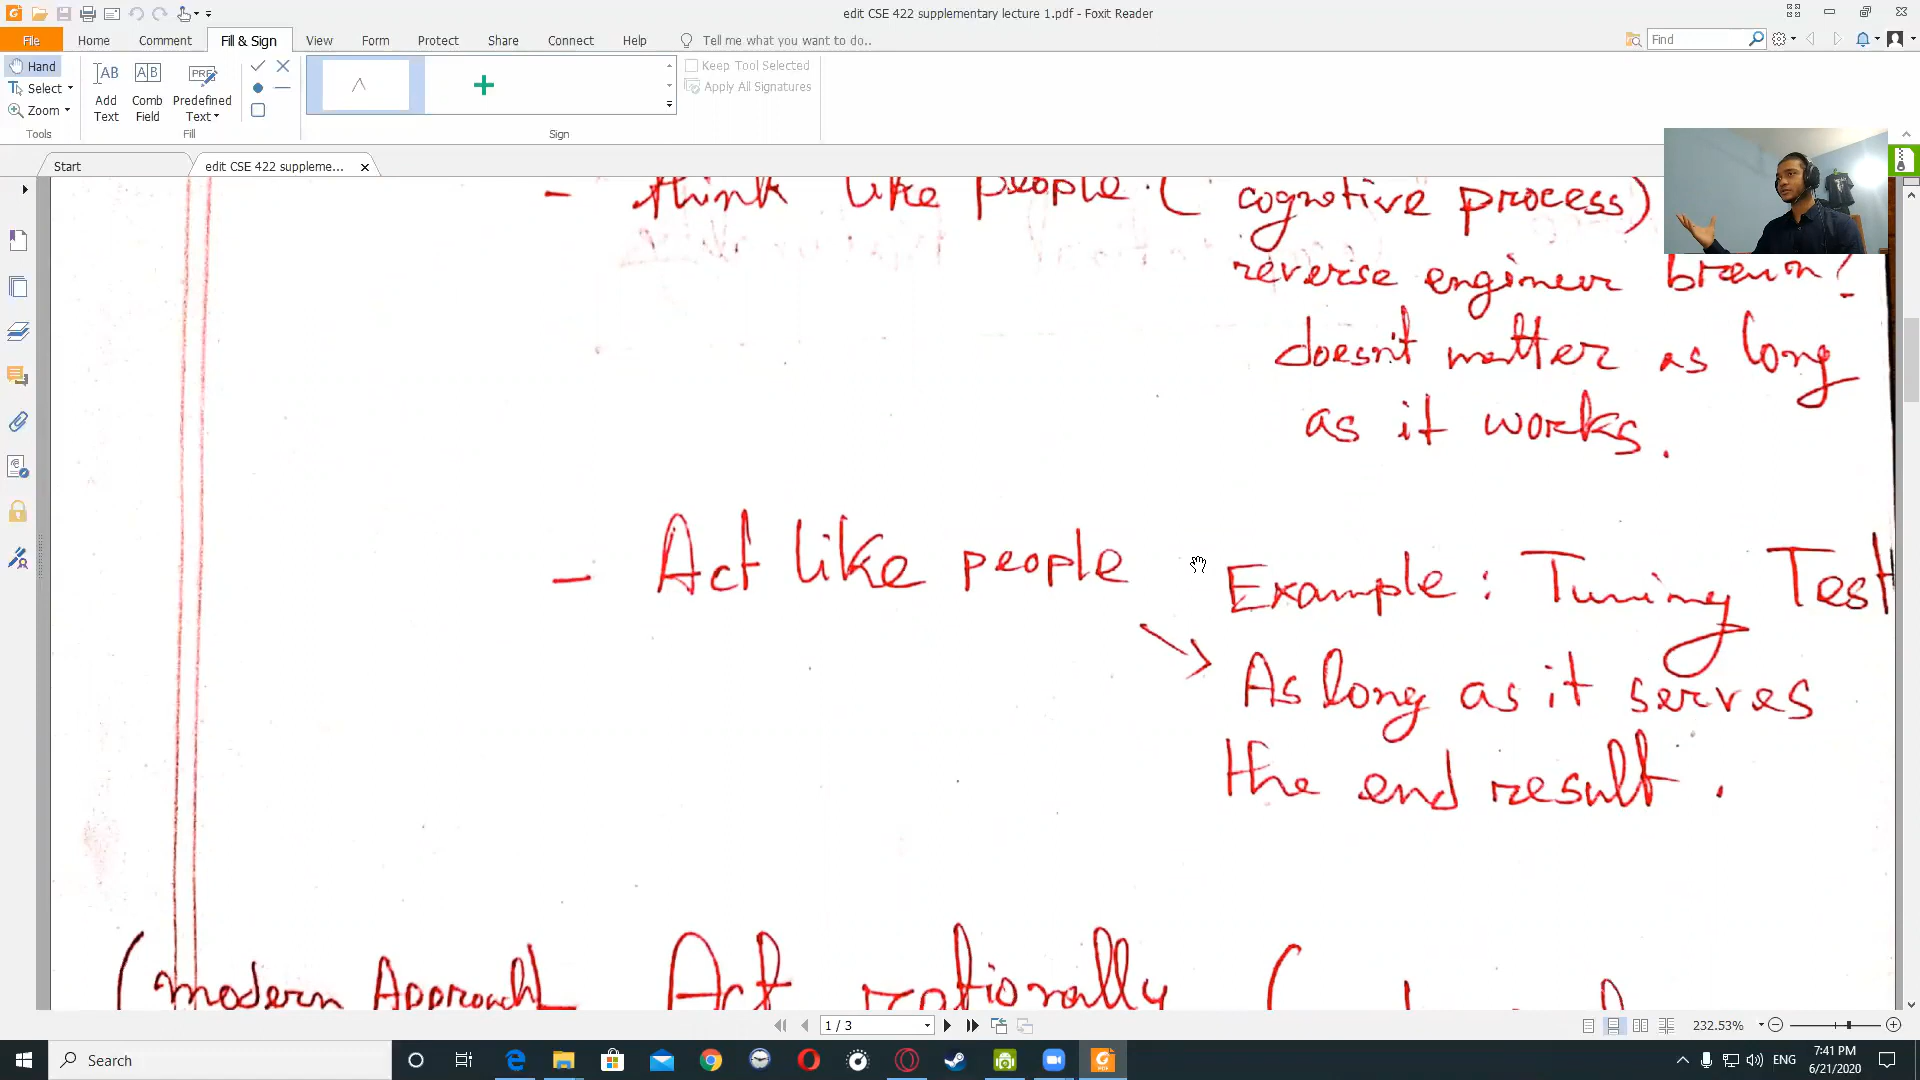 edit CSE 422 supplementary lecture 1.pdf - Foxit Reader
File Home Comment Fill & Sign View Form Protect Share Connect Help Tell me what you want to do.. Find
Hand
Select
Zoom
Tools
AB
Add Text
AB
Comb Field
PRE
Predefined Text
Fill
Keep Tool Selected
Apply All Signatures
Sign
Start edit CSE 422 suppleme...
- think like people ( cognotive process)
reverse engineer brain?
doesn't matter as long
as it works.
- Act like people
Example: Turing Test
As long as it serves
the end result.
(modern Approach Act rationally (
1 / 3
232.53%
Search
ENG
7:41 PM
6/21/2020